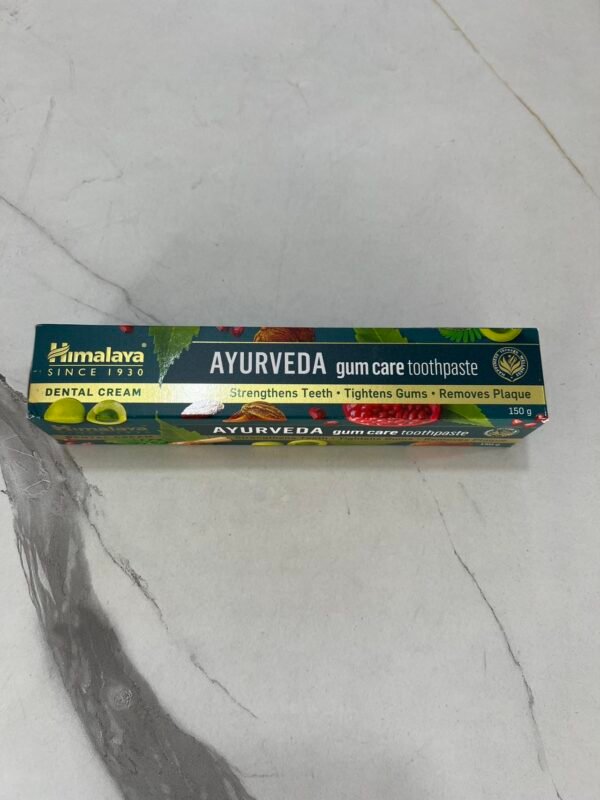 Himalaya
SINCE 1930
DENTAL CREAM
AYURVEDA gum care toothpaste
Strengthens Teeth • Tightens Gums • Removes Plaque
150 g
Himalaya
AYURVEDA gum care toothpaste